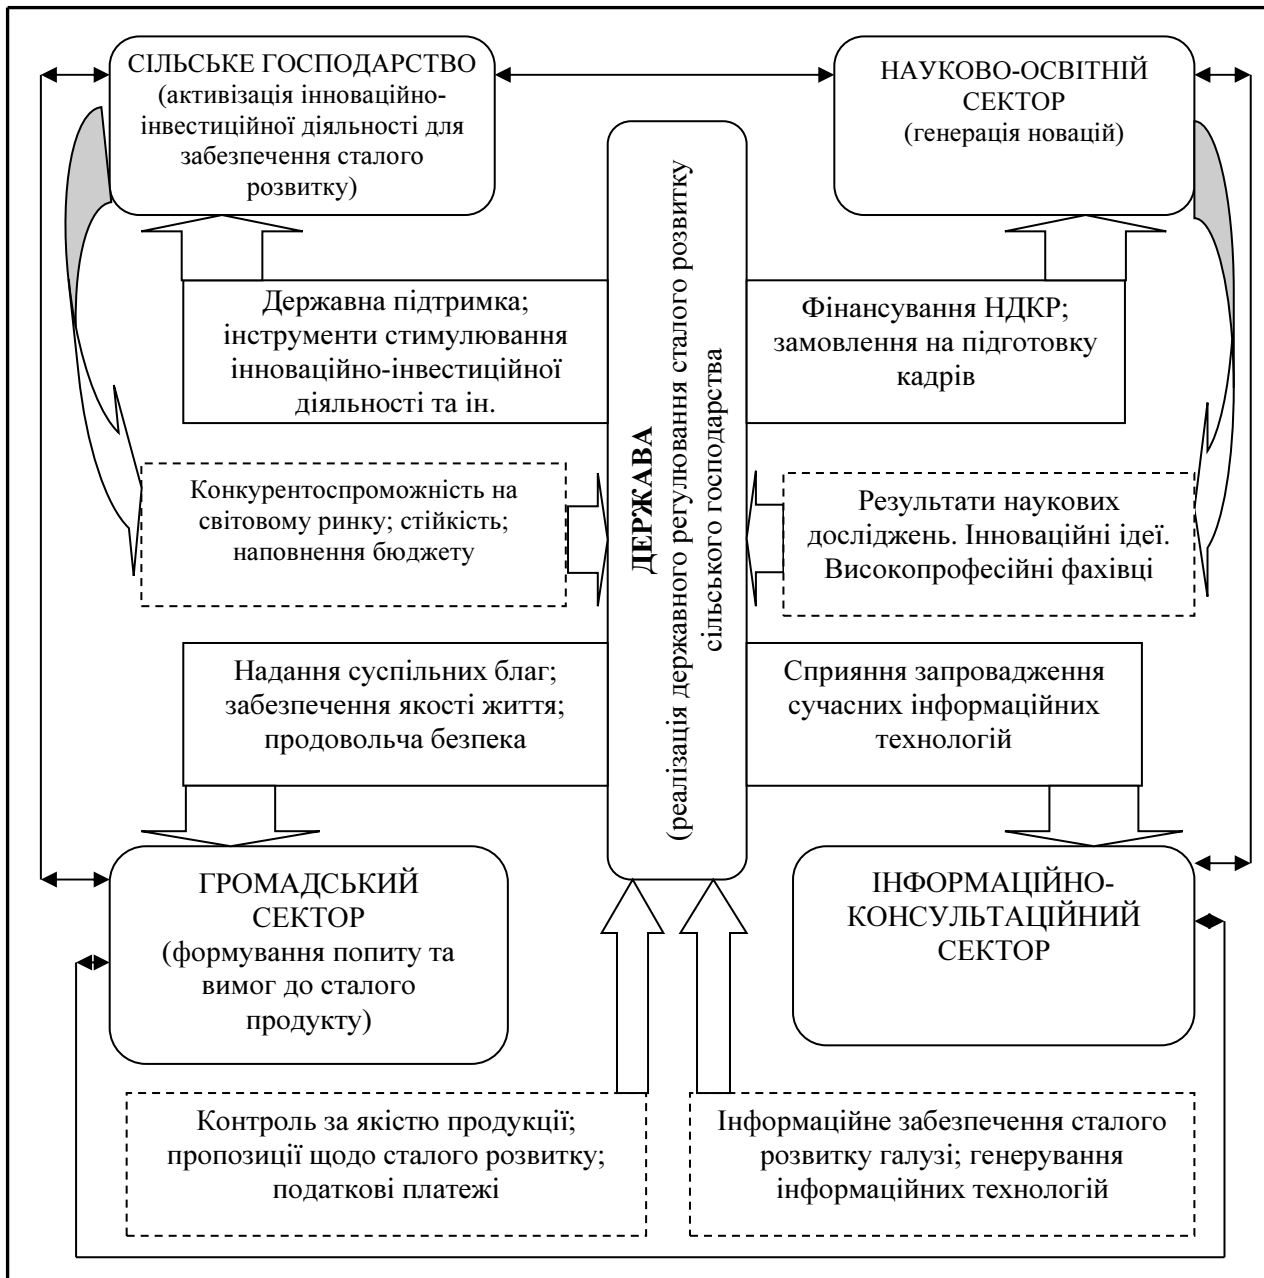 СІЛЬСЬКЕ ГОСПОДАРСТВО
(активізація інноваційно-
інвестиційної діяльності для
забезпечення сталого
розвитку)
НАУКОВО-ОСВІТНІЙ
СЕКТОР
(генерація новацій)
Державна підтримка;
інструменти стимулювання
інноваційно-інвестиційної
діяльності та ін.
ДЕРЖАВА
(реалізація державного регулювання сталого розвитку
сільського господарства
Фінансування НДКР;
замовлення на підготовку
кадрів
Конкурентоспроможність на
світовому ринку; стійкість;
наповнення бюджету
Результати наукових
досліджень. Інноваційні ідеї.
Високопрофесійні фахівці
Надання суспільних благ;
забезпечення якості життя;
продовольча безпека
Сприяння запровадження
сучасних інформаційних
технологій
ГРОМАДСЬКИЙ
СЕКТОР
(формування попиту та
вимог до сталого
продукту)
ІНФОРМАЦІЙНО-
КОНСУЛЬТАЦІЙНИЙ
СЕКТОР
Контроль за якістю продукції;
пропозиції щодо сталого розвитку;
податкові платежі
Інформаційне забезпечення сталого
розвитку галузі; генерування
інформаційних технологій